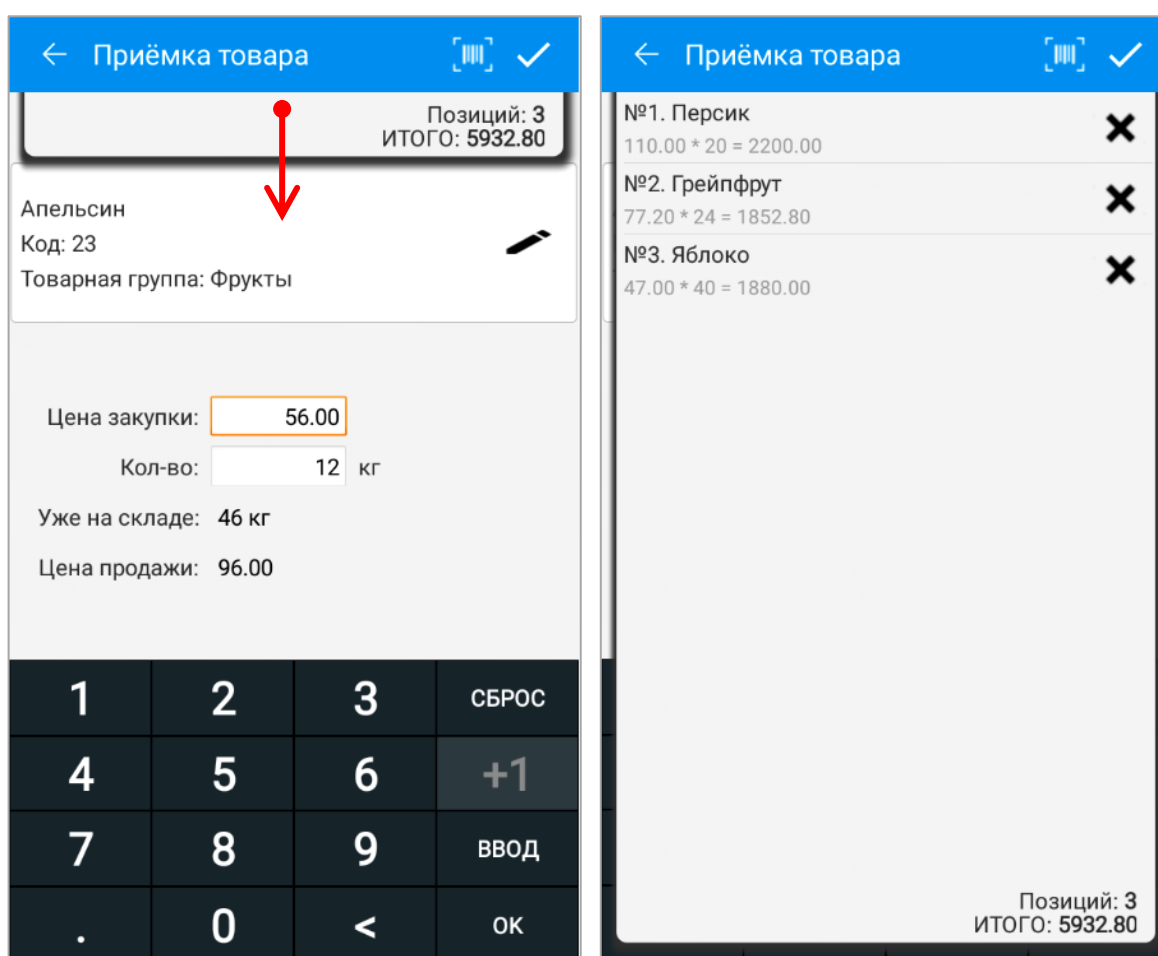 Приёмка товара
Позиций: 3
ИТОГО: 5932.80
Апельсин
Код: 23
Товарная группа: Фрукты
Цена закупки: 56.00
Кол-во: 12 кг
Уже на складе: 46 кг
Цена продажи: 96.00
1 2 3 СБРОС
4 5 6 +1
7 8 9 ВВОД
. 0 < ОК
Приёмка товара
№1. Персик
110.00 * 20 = 2200.00
№2. Грейпфрут
77.20 * 24 = 1852.80
№3. Яблоко
47.00 * 40 = 1880.00
Позиций: 3
ИТОГО: 5932.80